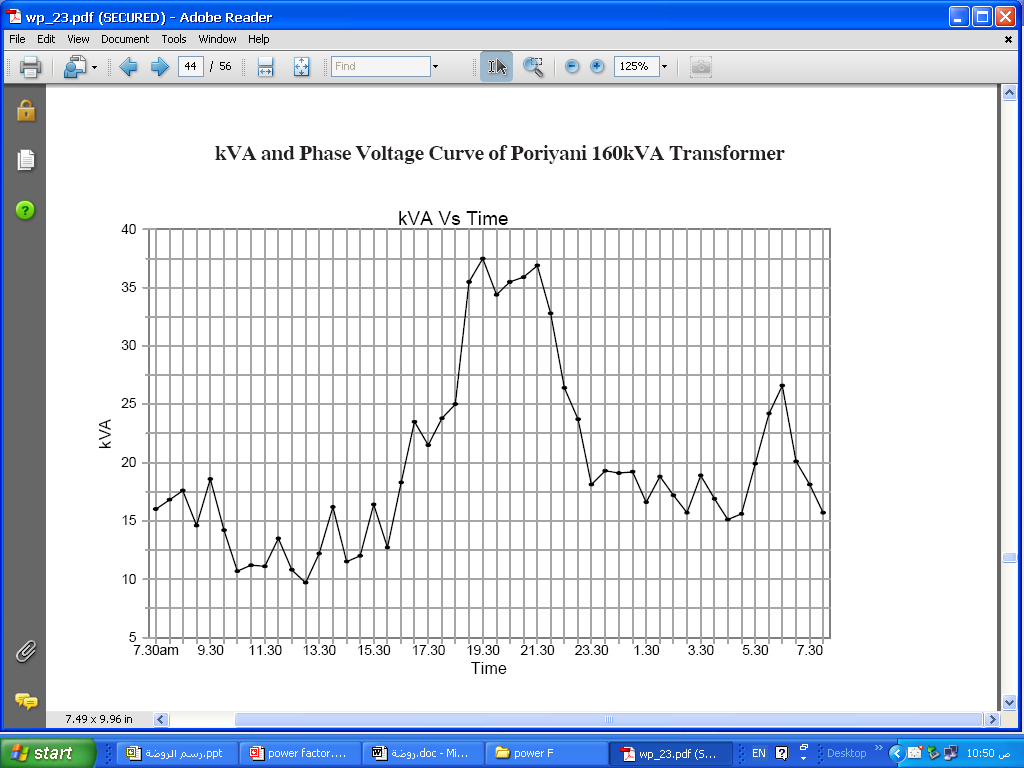 wp_23.pdf (SECURED) - Adobe Reader
File Edit View Document Tools Window Help
44 / 56 Find 125%
kVA and Phase Voltage Curve of Poriyani 160kVA Transformer
kVA Vs Time
40
35
30
25
20
15
10
5
kVA
7.30am 9.30 11.30 13.30 15.30 17.30 19.30 21.30 23.30 1.30 3.30 5.30 7.30
Time
7.49 x 9.96 in
start رسم الروضة.ppt power factor.... روضة.doc - Mi... power F wp_23.pdf (S... EN Desktop 10:50 ص